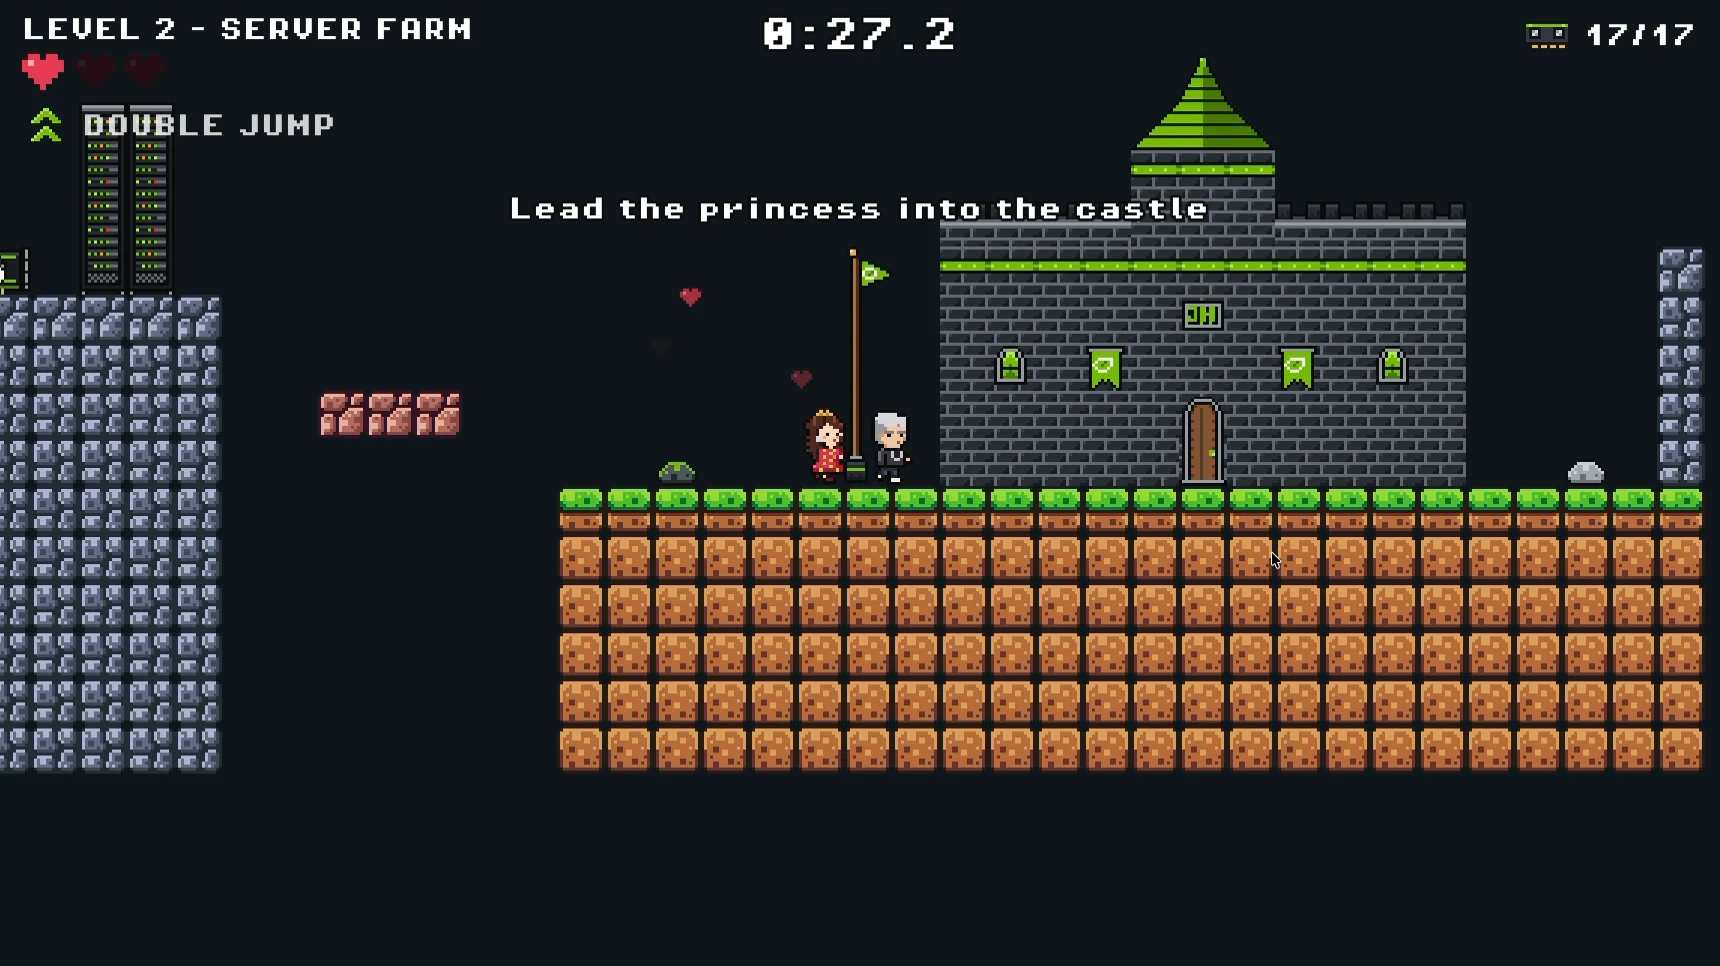 LEVEL 2 - SERVER FARM
0:27.2
17/17
DOUBLE JUMP
Lead the princess into the castle
JH